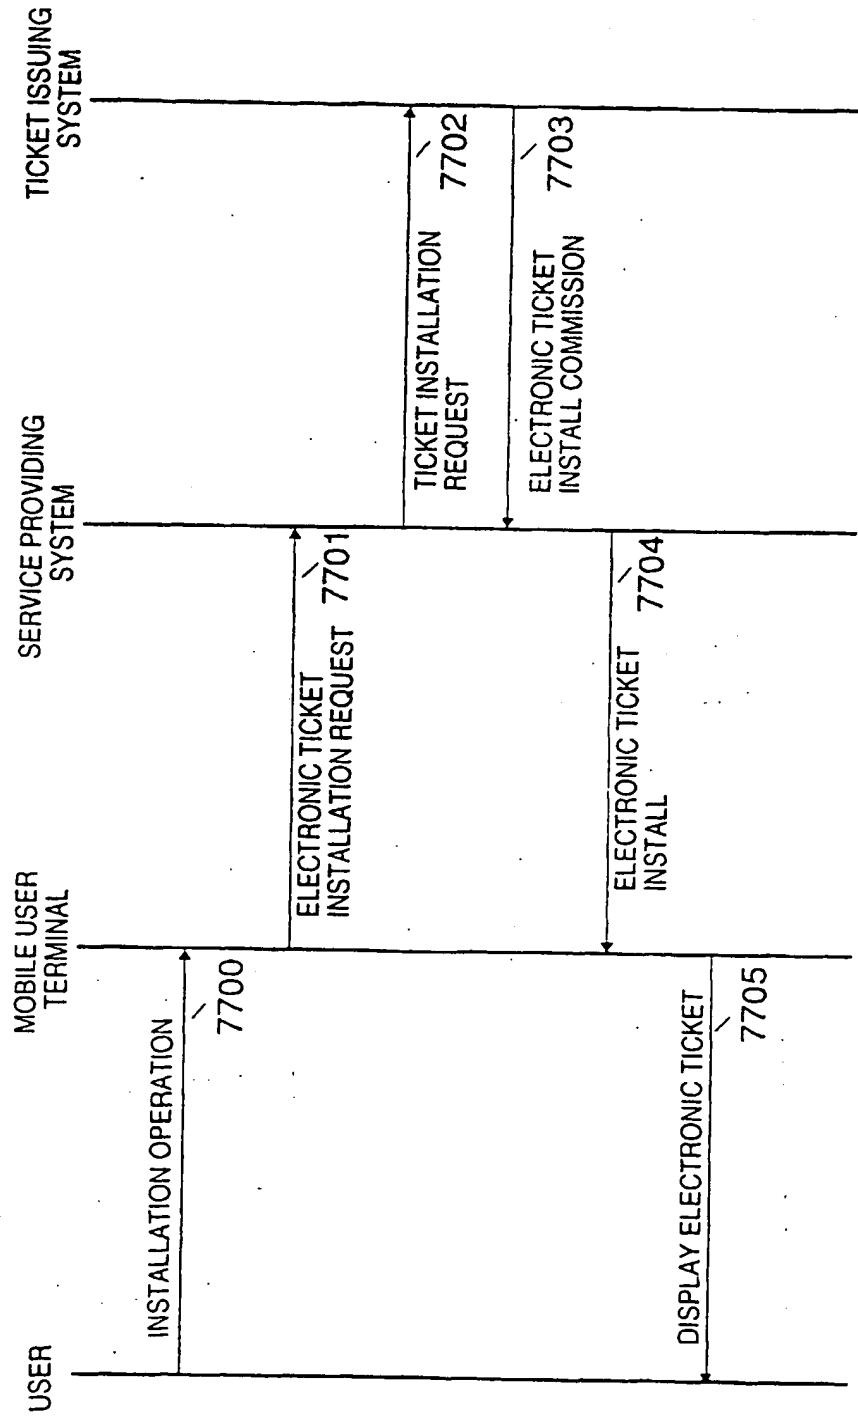 USER
MOBILE USER
TERMINAL
SERVICE PROVIDING
SYSTEM
TICKET ISSUING
SYSTEM
INSTALLATION OPERATION
7700
ELECTRONIC TICKET
INSTALLATION REQUEST
7701
TICKET INSTALLATION
REQUEST
7702
ELECTRONIC TICKET
INSTALL COMMISSION
7703
ELECTRONIC TICKET
INSTALL
7704
DISPLAY ELECTRONIC TICKET
7705